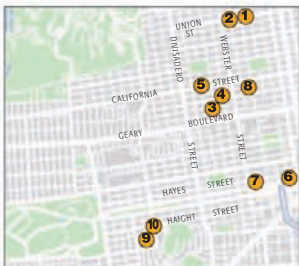 UNION
ST
2
1
DIVISADERO
WEBSTER
5
STREET
8
4
CALIFORNIA
3
BOULEVARD
GEARY
STREET
STREET
HAYES
STREET
7
6
HAIGHT
STREET
10
9